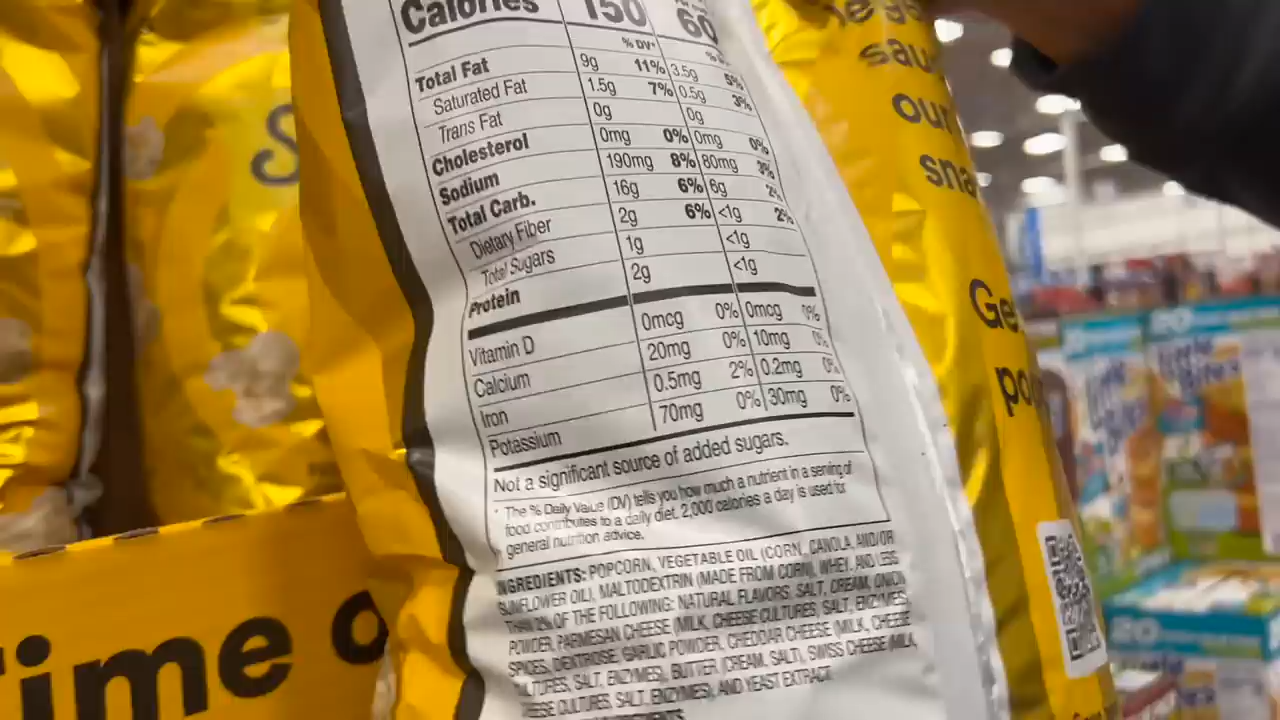 Calories 150 60
% DV*
Total Fat 9g 11% 3.5g 5%
Saturated Fat 1.5g 7% 0.5g 3%
Trans Fat 0g 0g
Cholesterol 0mg 0% 0mg 0%
Sodium 190mg 8% 80mg 3%
Total Carb. 16g 6% 6g 2%
Dietary Fiber 2g 6% <1g 2%
Total Sugars 1g <1g
Protein 2g <1g
Vitamin D 0mcg 0% 0mcg 0%
Calcium 20mg 0% 10mg 0%
Iron 0.5mg 2% 0.2mg 0%
Potassium 70mg 0% 30mg 0%
Not a significant source of added sugars.
* The % Daily Value (DV) tells you how much a nutrient in a serving of
food contributes to a daily diet. 2,000 calories a day is used for
general nutrition advice.
INGREDIENTS: POPCORN, VEGETABLE OIL (CORN, CANOLA, AND/OR
SUNFLOWER OIL), MALTODEXTRIN (MADE FROM CORN), WHEY, AND LESS
THAN 2% OF THE FOLLOWING: NATURAL FLAVORS, SALT, CREAM, ONION
POWDER, PARMESAN CHEESE (MILK, CHEESE CULTURES, SALT, ENZYMES),
SPICES, DEXTROSE, GARLIC POWDER, CHEDDAR CHEESE (MILK, CHEESE
CULTURES, SALT, ENZYMES), BUTTER (CREAM, SALT), SWISS CHEESE (MILK,
CHEESE CULTURES, SALT, ENZYMES), AND YEAST EXTRACT.
S
ime o
sau
our
sna
Ge
po
20
Little
Bites
20